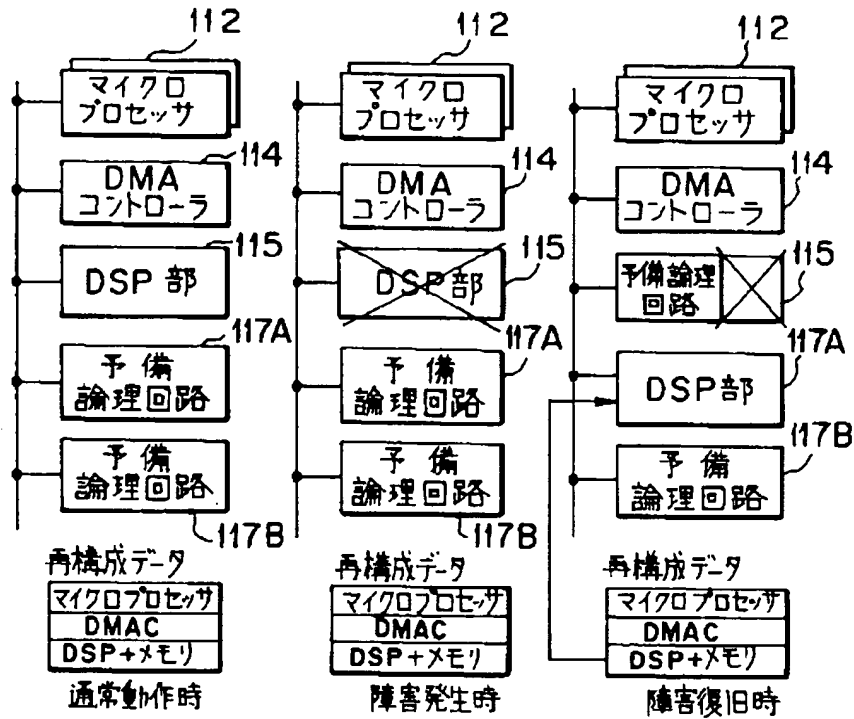 112
マイクロ
プロセッサ
114
DMA
コントローラ
115
DSP部
117A
予備
論理回路
予備
論理回路
117B
再構成データ
マイクロプロセッサ
DMAC
DSP+メモリ
通常動作時
112
マイクロ
プロセッサ
114
DMA
コントローラ
115
DSP部
117A
予備
論理回路
予備
論理回路
117B
再構成データ
マイクロプロセッサ
DMAC
DSP+メモリ
障害発生時
112
マイクロ
プロセッサ
114
DMA
コントローラ
115
予備論理
回路
117A
DSP部
117B
予備
論理回路
再構成データ
マイクロプロセッサ
DMAC
DSP+メモリ
障害復旧時